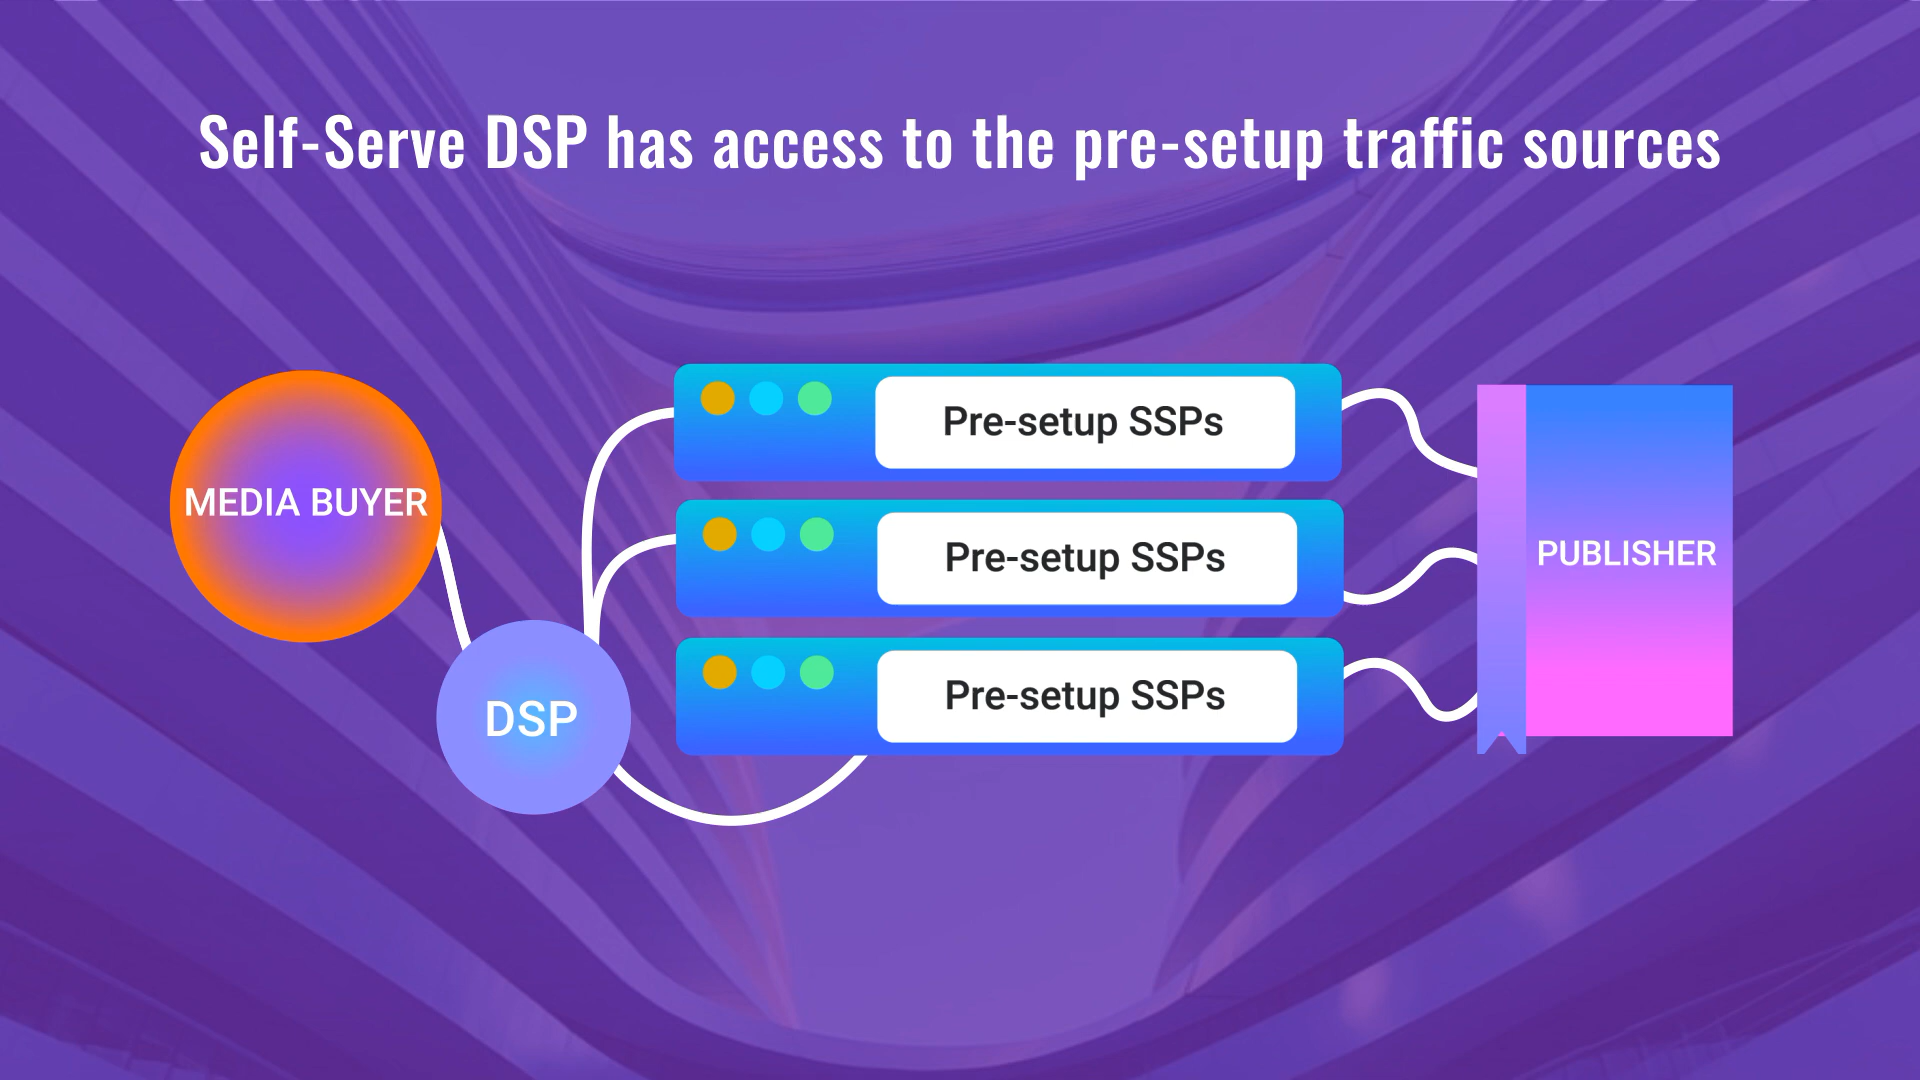 Self-Serve DSP has access to the pre-setup traffic sources
MEDIA BUYER
DSP
Pre-setup SSPs
Pre-setup SSPs
Pre-setup SSPs
PUBLISHER